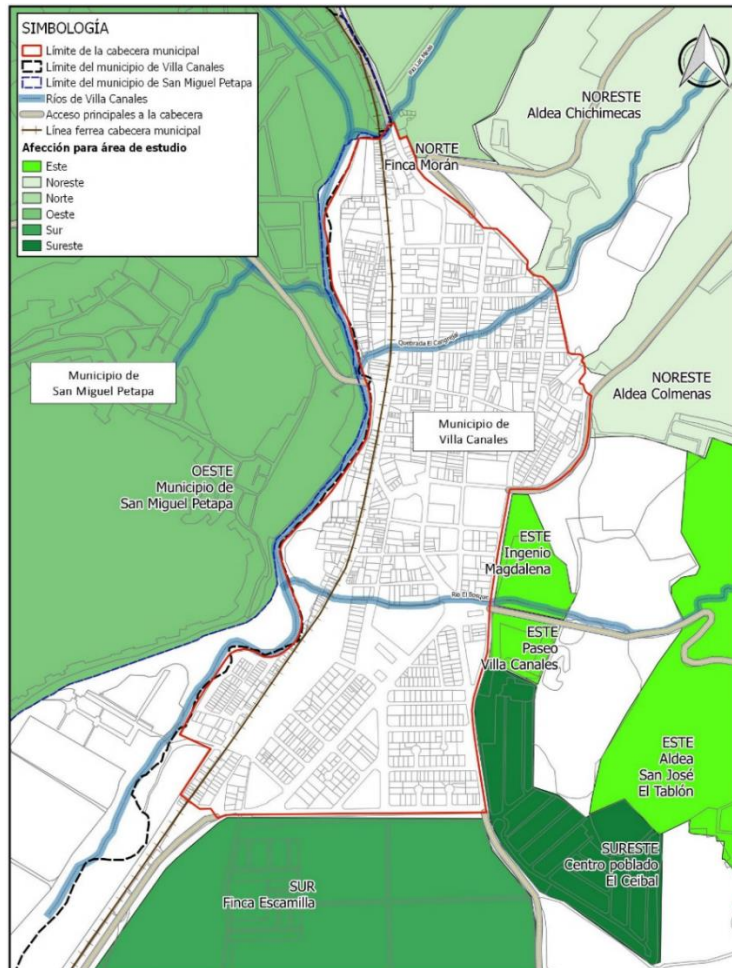 SIMBOLOGÍA
Límite de la cabecera municipal
Límite del municipio de Villa Canales
Límite del municipio de San Miguel Petapa
Ríos de Villa Canales
Acceso principales a la cabecera
Línea ferrea cabecera municipal
Afección para área de estudio
Este
Noreste
Norte
Oeste
Sur
Sureste
NORESTE
Aldea Chichimecas
NORTE
Finca Morán
Quebrada El Cangrejal
Municipio de
San Miguel Petapa
NORESTE
Aldea Colmenas
Municipio de
Villa Canales
OESTE
Municipio de
San Miguel Petapa
ESTE
Ingenio
Magdalena
Río El Bosque
ESTE
Paseo
Villa Canales
ESTE
Aldea
San José
El Tablón
SURESTE
Centro poblado
El Ceibal
SUR
Finca Escamilla